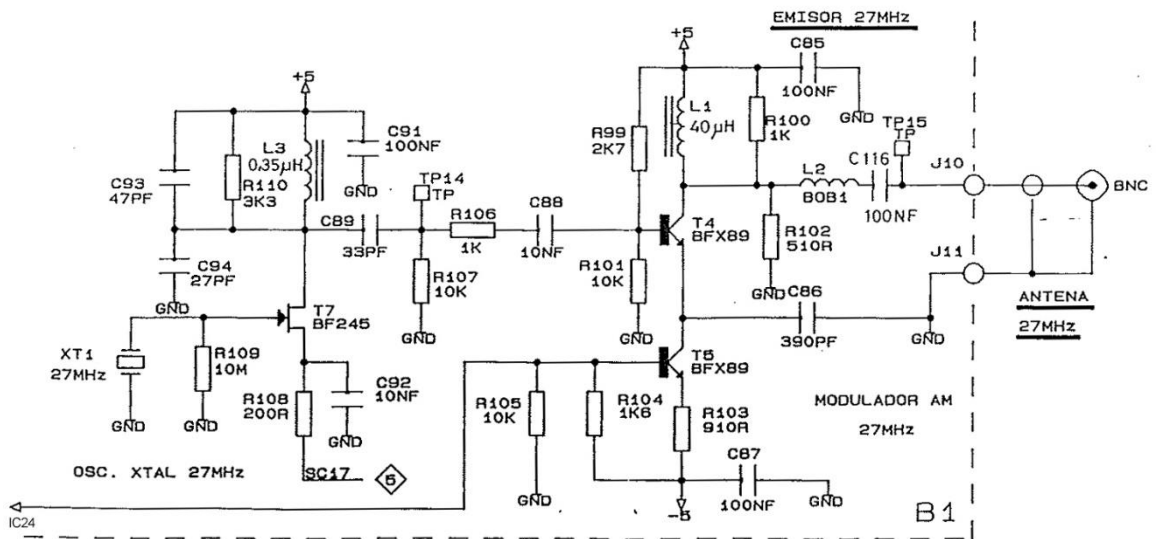 EMISOR 27MHz
+5
C85
100NF
GND
+5
L3
0,35µH
C91
100NF
GND
C93
47PF
R110
3K3
C89
33PF
TP14
TP
R106
1K
C88
10NF
R99
2K7
L1
40µH
R100
1K
L2
BOB1
C116
100NF
TP15
TP
J10
BNC
T4
BFX89
R102
510R
GND
J11
C94
27PF
GND
R107
10K
GND
R101
10K
GND
C86
390PF
GND
ANTENA
27MHz
T7
BF245
XT1
27MHz
GND
R109
10M
GND
R108
200R
C92
10NF
GND
SC17
5
OSC. XTAL 27MHz
R105
10K
GND
R104
1K6
T5
BFX89
R103
910R
MODULADOR AM
27MHz
C87
100NF
GND
-5
IC24
B1